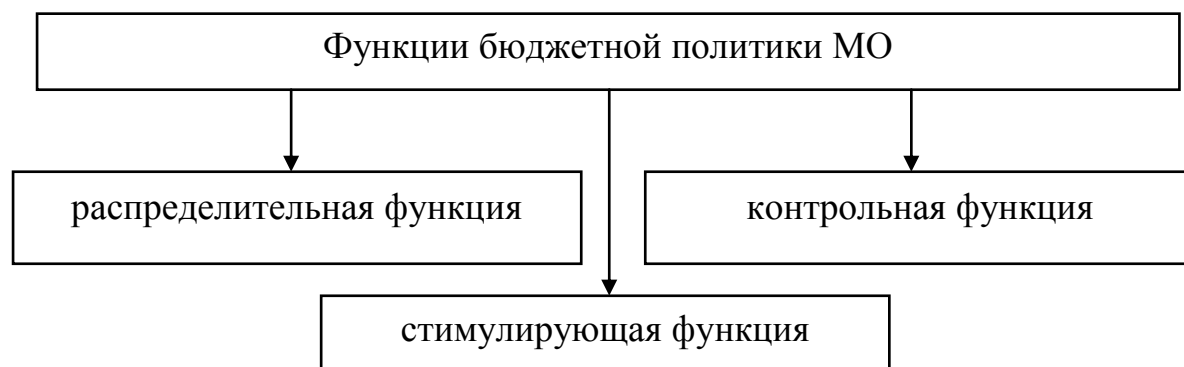 Функции бюджетной политики МО
распределительная функция
контрольная функция
стимулирующая функция